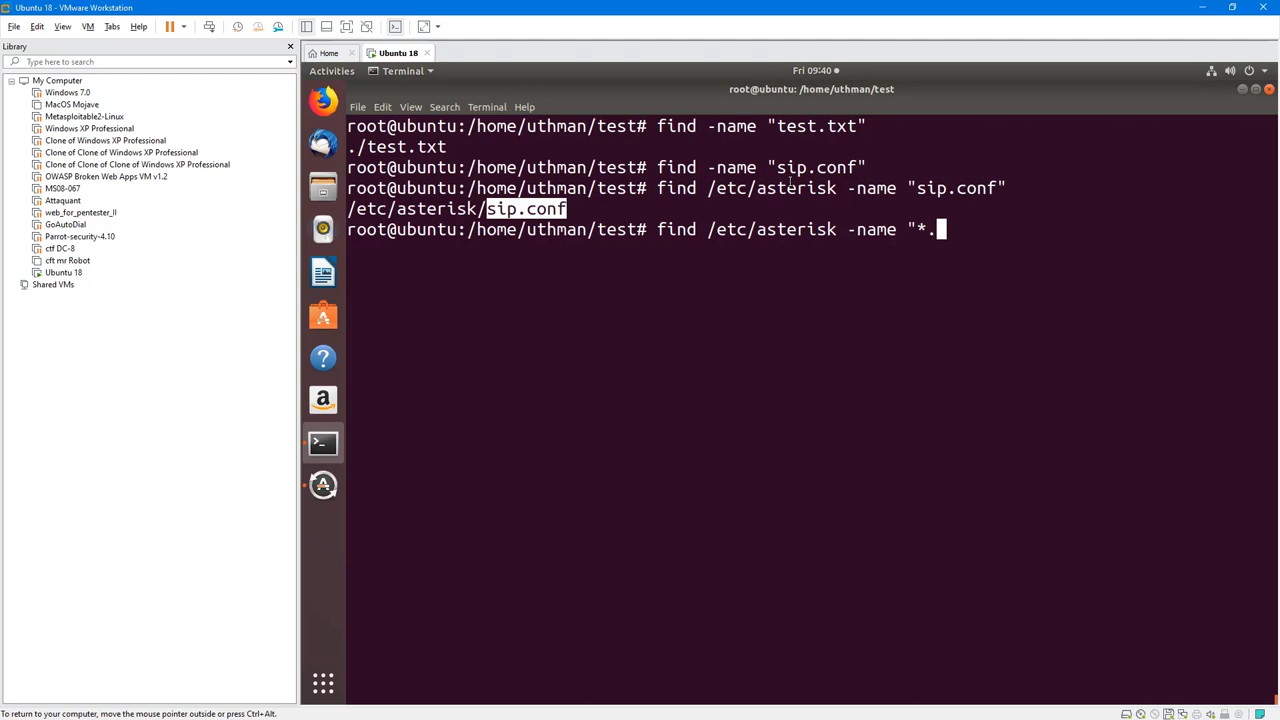 Ubuntu 18 - VMware Workstation
File Edit View VM Tabs Help
Library
Type here to search
My Computer
Windows 7.0
MacOS Mojave
Metasploitable2-Linux
Windows XP Professional
Clone of Windows XP Professional
Clone of Clone of Windows XP Professional
Clone of Clone of Clone of Windows XP Professional
OWASP Broken Web Apps VM v1.2
MS08-067
Attaquant
web_for_pentester_II
GoAutoDial
Parrot-security-4.10
ctf DC-8
cft mr Robot
Ubuntu 18
Shared VMs
Home
Ubuntu 18
Activities
Terminal
Fri 09:40
root@ubuntu: /home/uthman/test
File Edit View Search Terminal Help
root@ubuntu:/home/uthman/test# find -name "test.txt"
./test.txt
root@ubuntu:/home/uthman/test# find -name "sip.conf"
root@ubuntu:/home/uthman/test# find /etc/asterisk -name "sip.conf"
/etc/asterisk/sip.conf
root@ubuntu:/home/uthman/test# find /etc/asterisk -name "*.
To return to your computer, move the mouse pointer outside or press Ctrl+Alt.